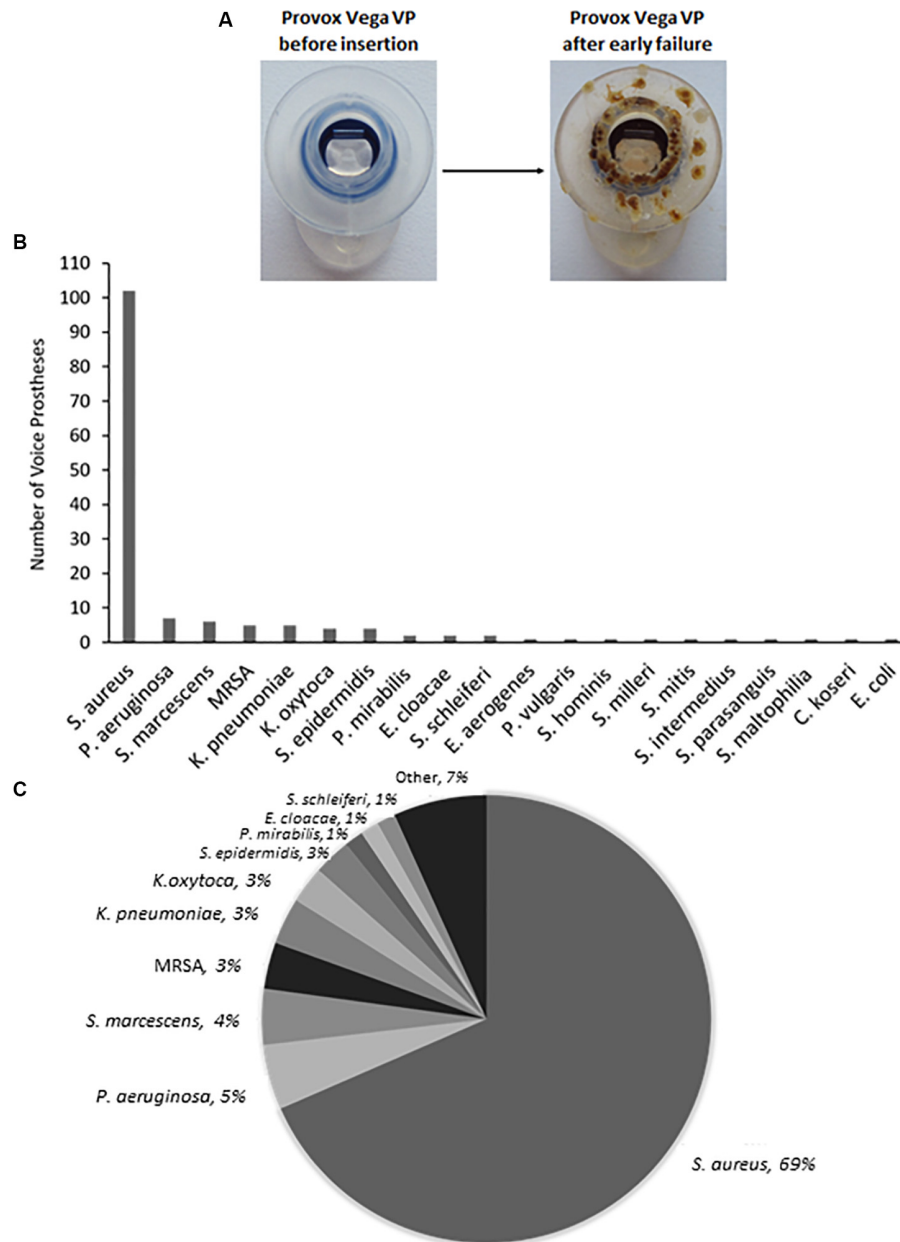 A
Provox Vega VP
before insertion
Provox Vega VP
after early failure
B
Number of Voice Prostheses
110
100
90
80
70
60
50
40
30
20
10
0
S. aureus
P. aeruginosa
S. marcescens
MRSA
K. pneumoniae
K. oxytoca
S. epidermidis
P. mirabilis
E. cloacae
S. schleiferi
E. aerogenes
P. vulgaris
S. hominis
S. milleri
S. mitis
S. intermedius
S. parasanguis
S. maltophilia
C. koseri
E. coli
C
Other, 7%
S. schleiferi, 1%
E. cloacae, 1%
P. mirabilis, 1%
S. epidermidis, 3%
K.oxytoca, 3%
K. pneumoniae, 3%
MRSA, 3%
S. marcescens, 4%
P. aeruginosa, 5%
S. aureus, 69%